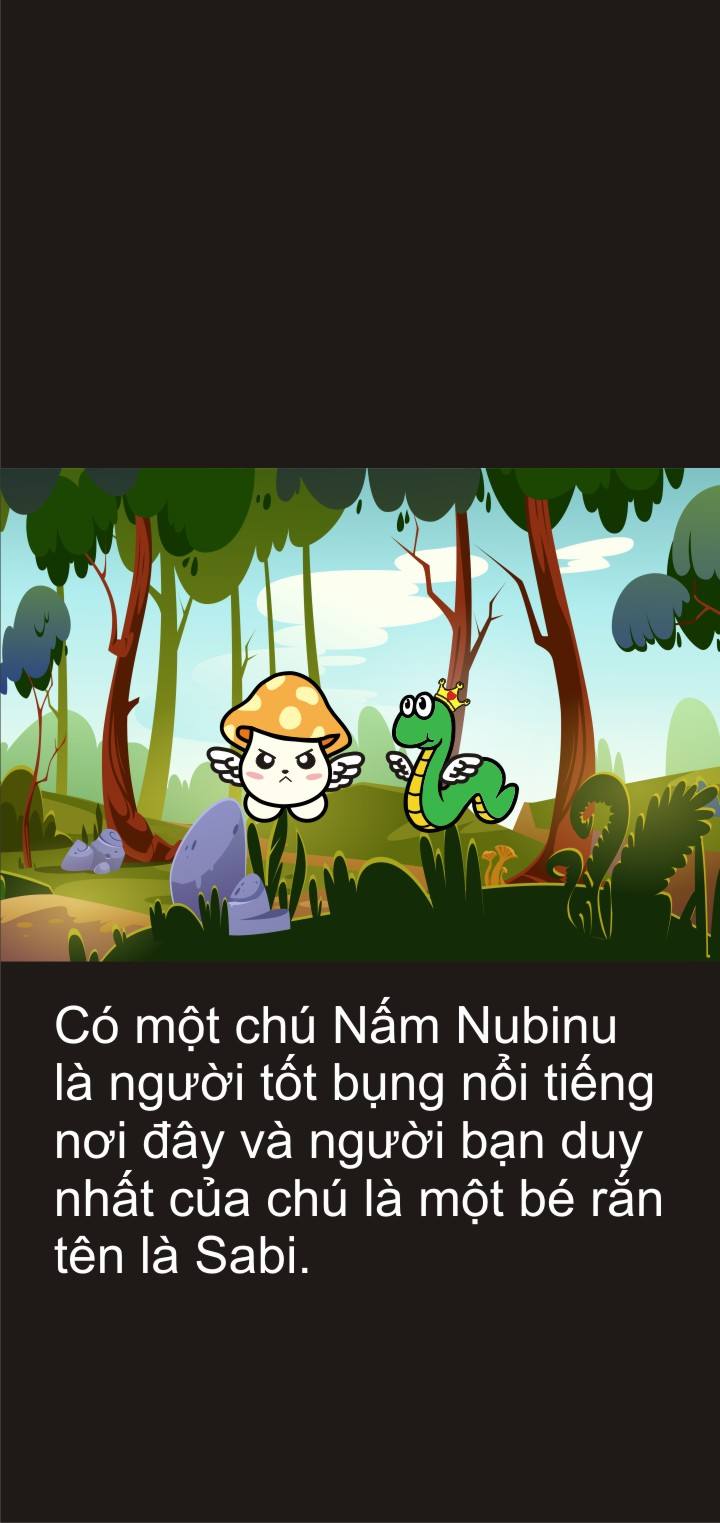 Có một chú Nấm Nubinu
là người tốt bụng nổi tiếng
nơi đây và người bạn duy
nhất của chú là một bé rắn
tên là Sabi.